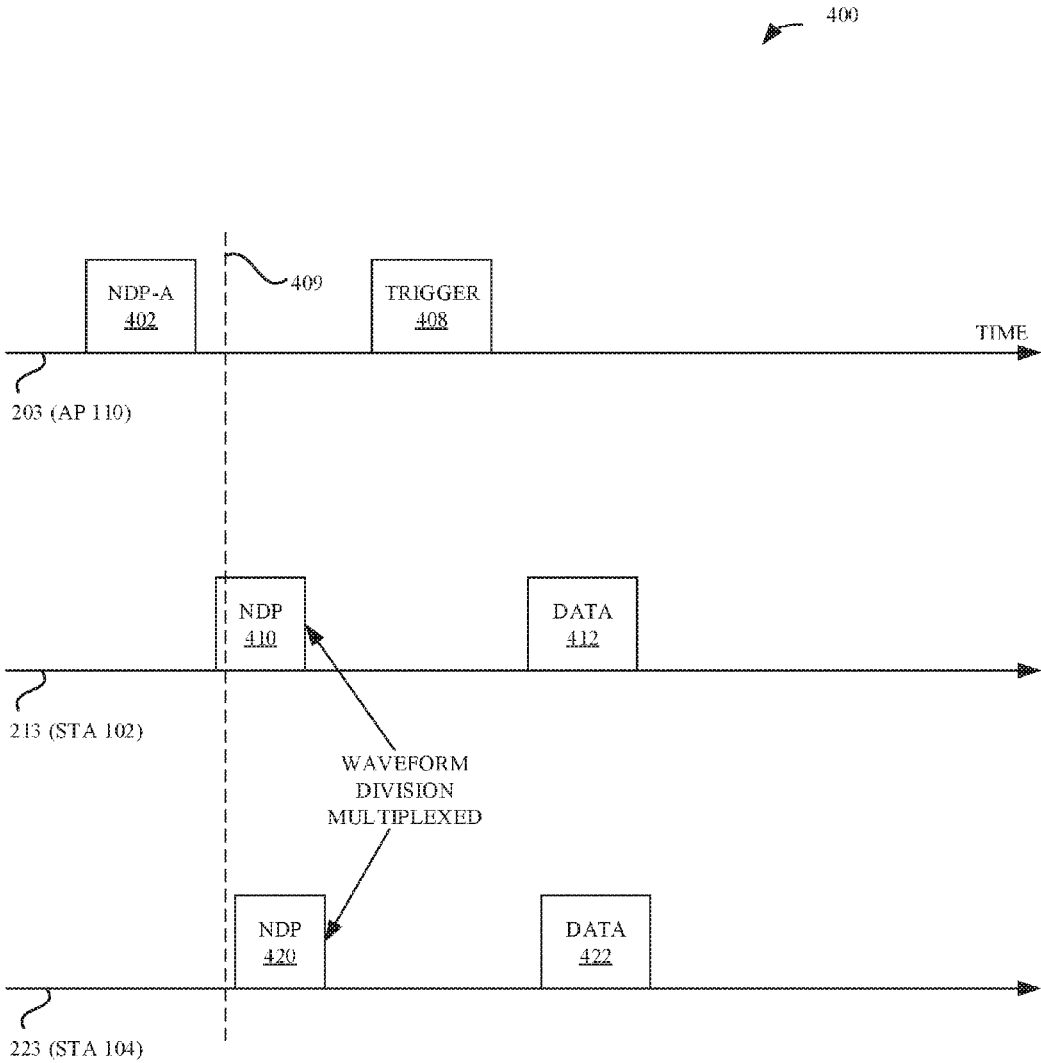 400
NDP-A
402
409
TRIGGER
408
TIME
203 (AP 110)
NDP
410
DATA
412
213 (STA 102)
WAVEFORM
DIVISION
MULTIPLEXED
NDP
420
DATA
422
223 (STA 104)